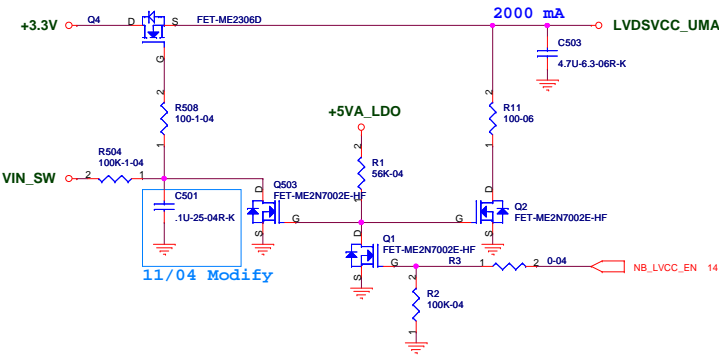 2000 mA
+3.3V
Q4
D
S
FET-ME2306D
LVDSVCC_UMA
G
C503
4.7U-6.3-06R-K
2
R508
100-1-04
1
+5VA_LDO
2
R11
100-06
1
R504
100K-1-04
VIN_SW
2
1
2
R1
56K-04
1
C501
.1U-25-04R-K
D
Q503
FET-ME2N7002E-HF
G
S
D
G
Q2
FET-ME2N7002E-HF
S
D
Q1
FET-ME2N7002E-HF
G
S
R3
1
2
0-04
NB_LVCC_EN 14
11/04 Modify
2
R2
100K-04
1